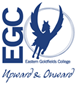 EGC
Eastern Goldfields College
Upward & Onward